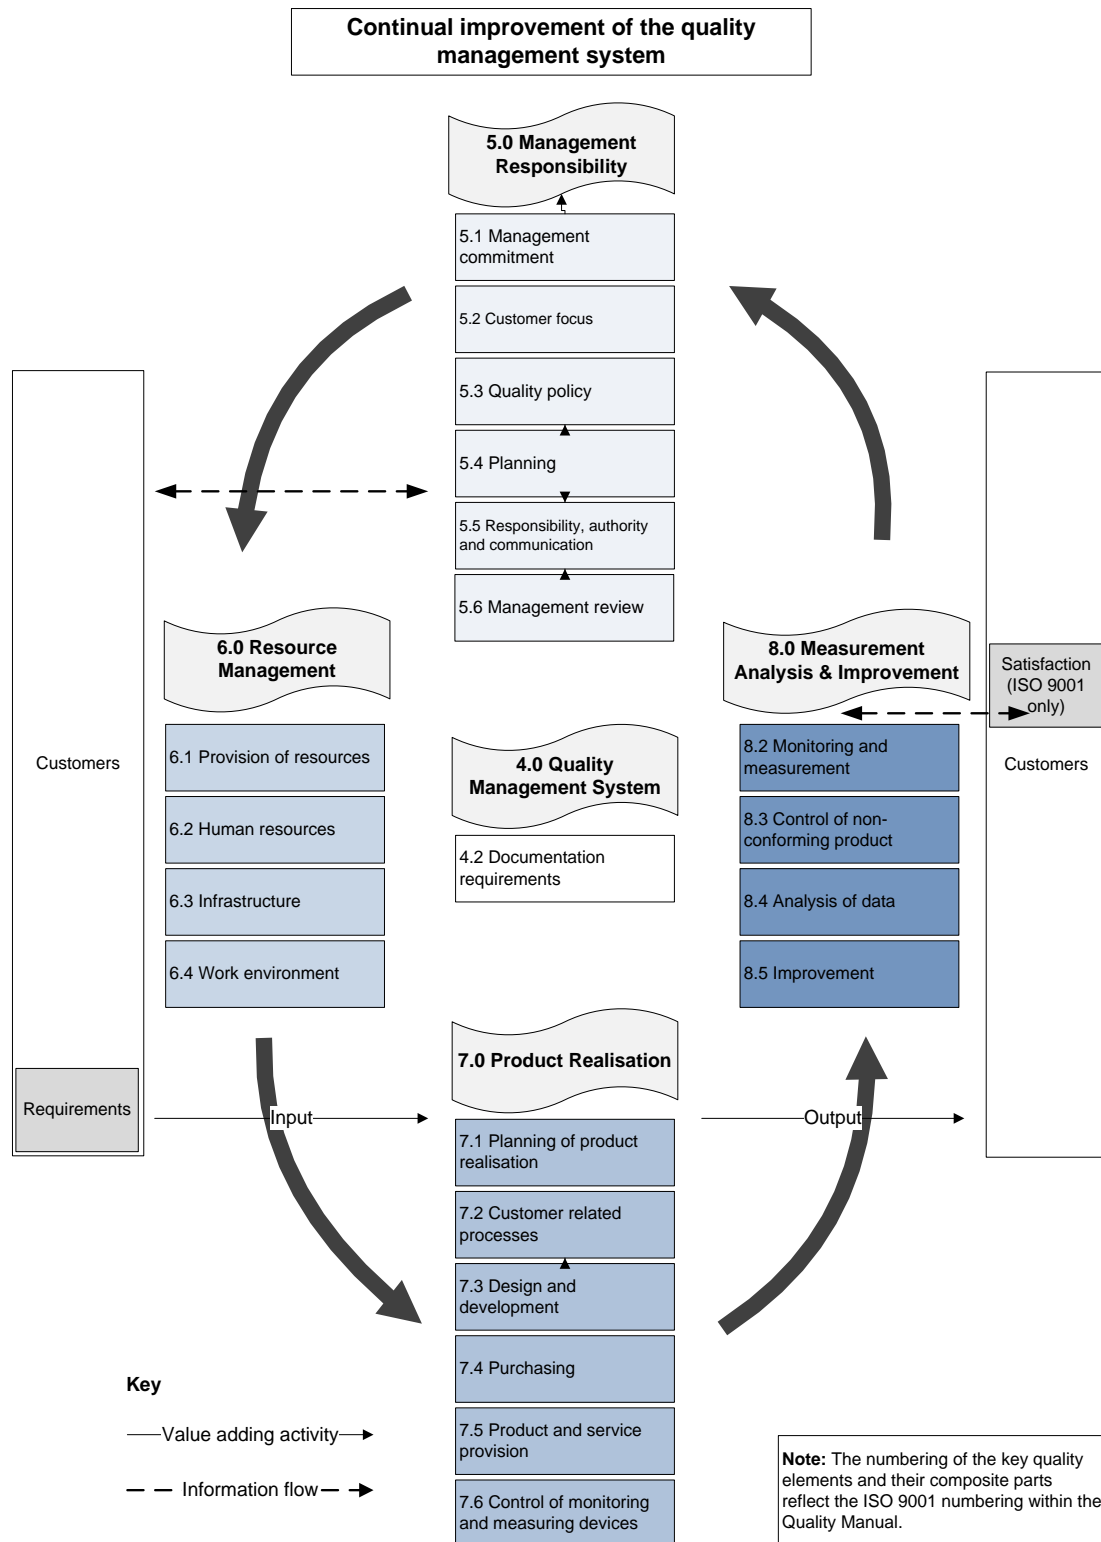 Continual improvement of the quality
management system
5.0 Management
Responsibility
5.1 Management
commitment
5.2 Customer focus
5.3 Quality policy
5.4 Planning
5.5 Responsibility, authority
and communication
5.6 Management review
6.0 Resource
Management
6.1 Provision of resources
6.2 Human resources
6.3 Infrastructure
6.4 Work environment
4.0 Quality
Management System
4.2 Documentation
requirements
8.0 Measurement
Analysis & Improvement
8.2 Monitoring and
measurement
8.3 Control of non-
conforming product
8.4 Analysis of data
8.5 Improvement
Satisfaction
(ISO 9001
only)
Customers
Customers
Requirements
Input
Output
7.0 Product Realisation
7.1 Planning of product
realisation
7.2 Customer related
processes
7.3 Design and
development
7.4 Purchasing
7.5 Product and service
provision
7.6 Control of monitoring
and measuring devices
Key
Value adding activity
Information flow
Note: The numbering of the key quality
elements and their composite parts
reflect the ISO 9001 numbering within the
Quality Manual.